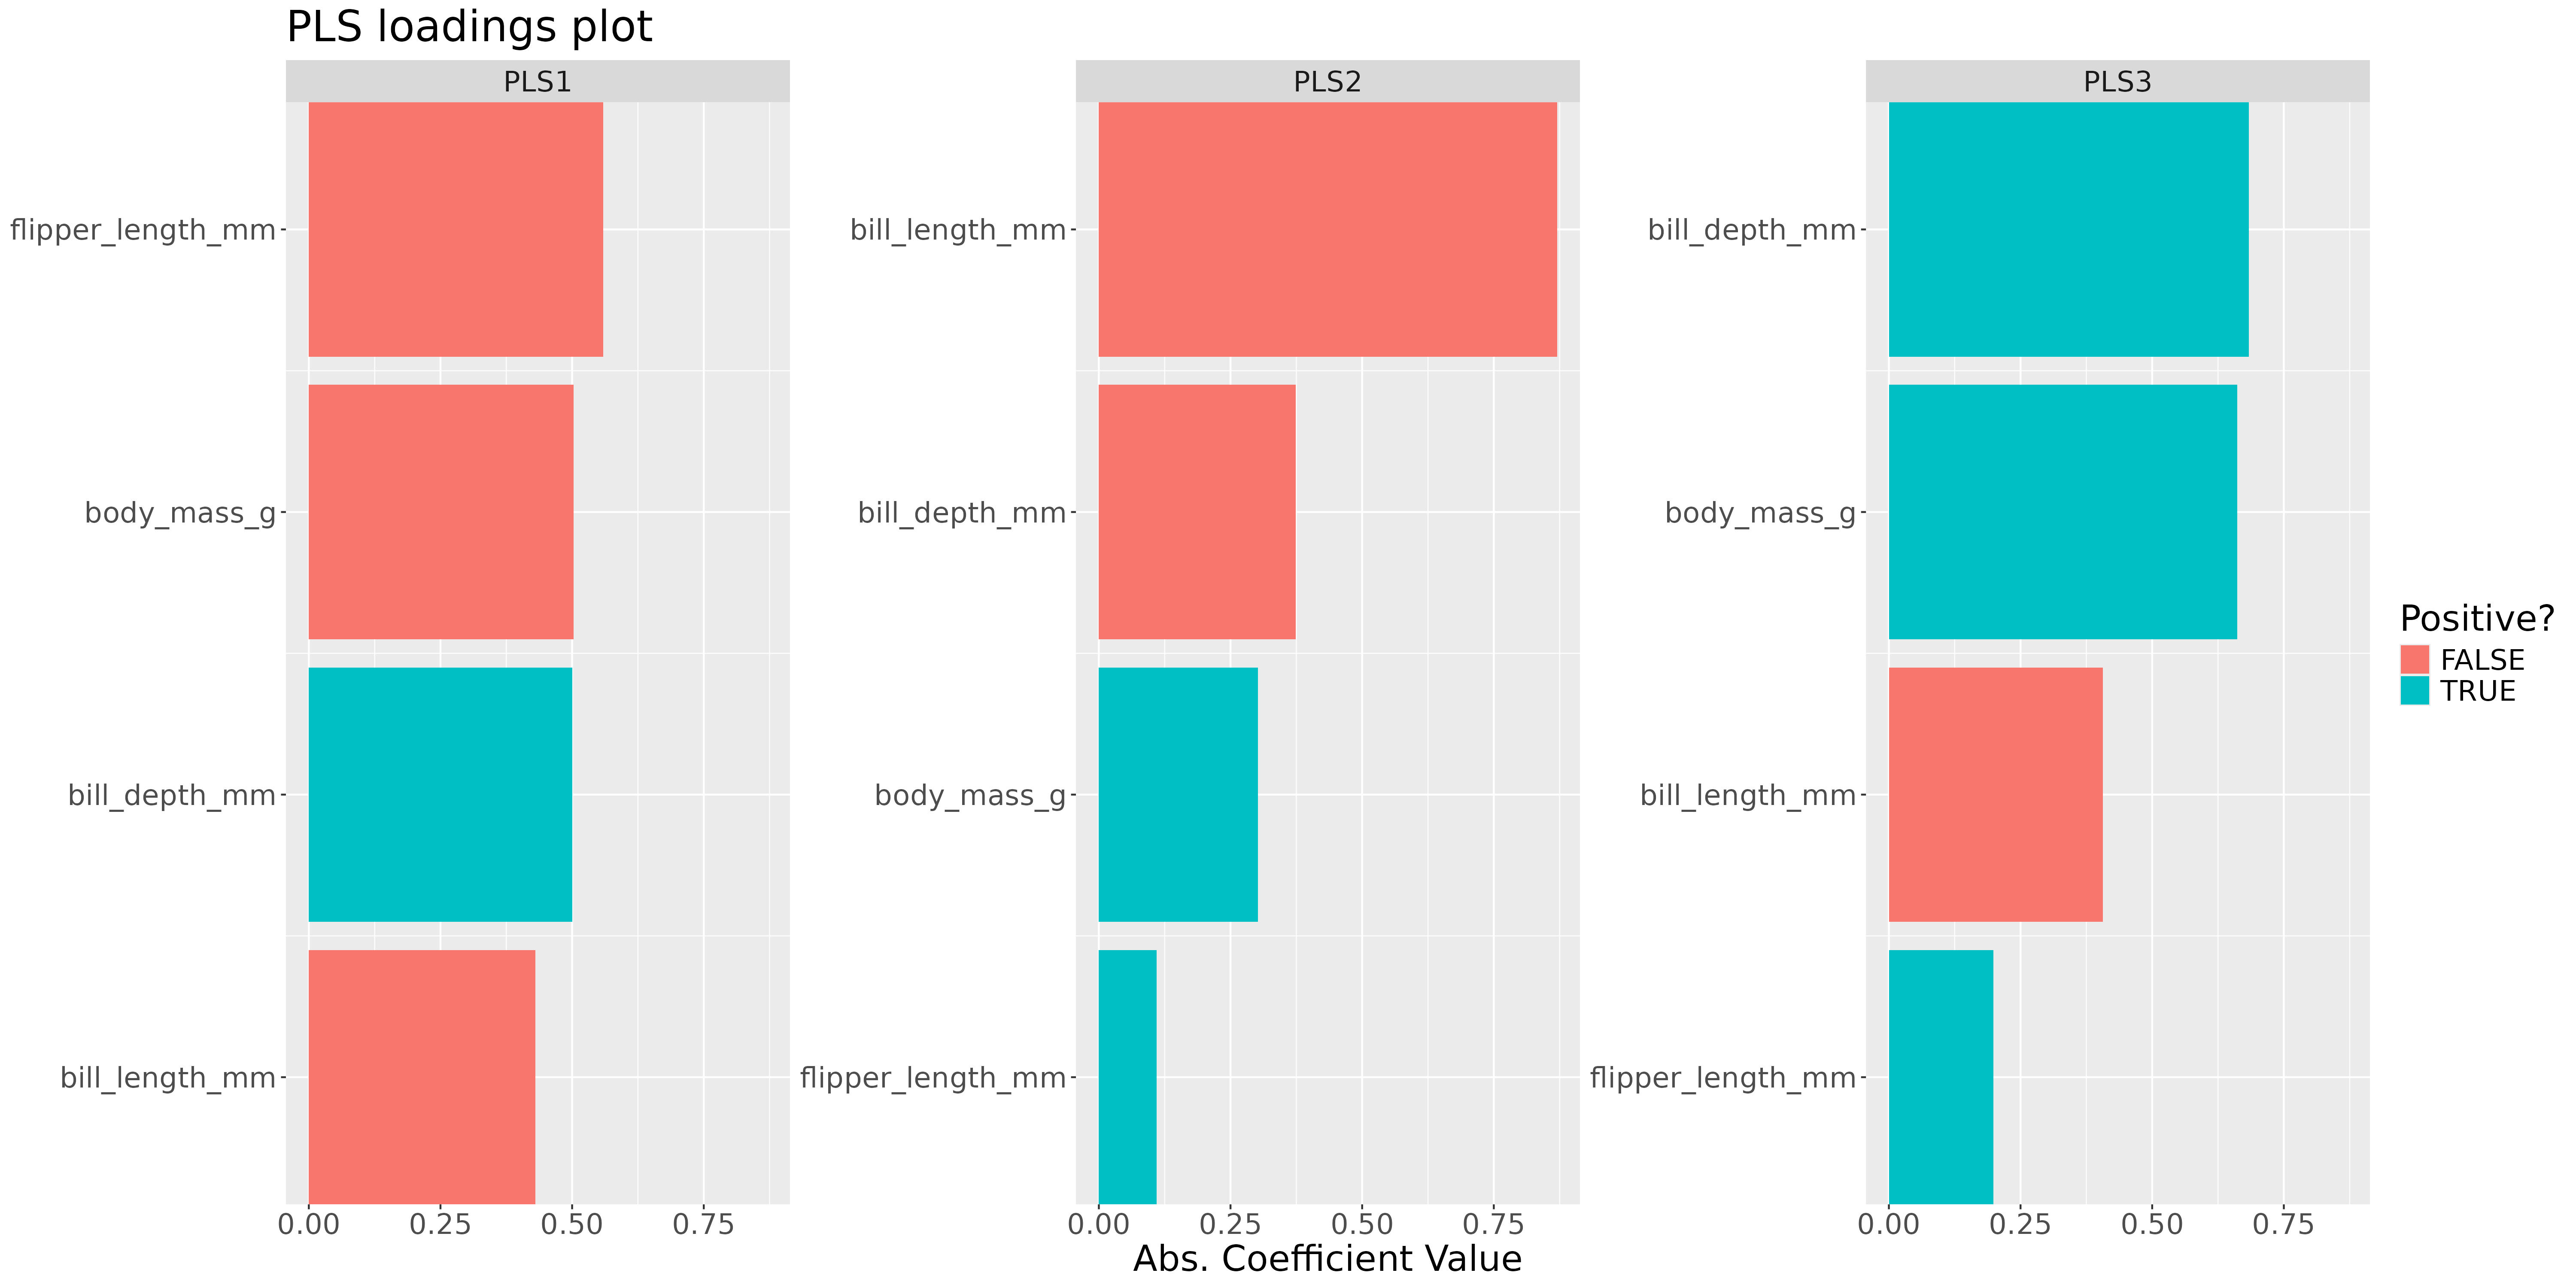 PLS loadings plot
PLS1
flipper_length_mm
body_mass_g
bill_depth_mm
bill_length_mm
0.00 0.25 0.50 0.75
PLS2
bill_length_mm
bill_depth_mm
body_mass_g
flipper_length_mm
0.00 0.25 0.50 0.75
PLS3
bill_depth_mm
body_mass_g
bill_length_mm
flipper_length_mm
0.00 0.25 0.50 0.75
Abs. Coefficient Value
Positive?
FALSE
TRUE